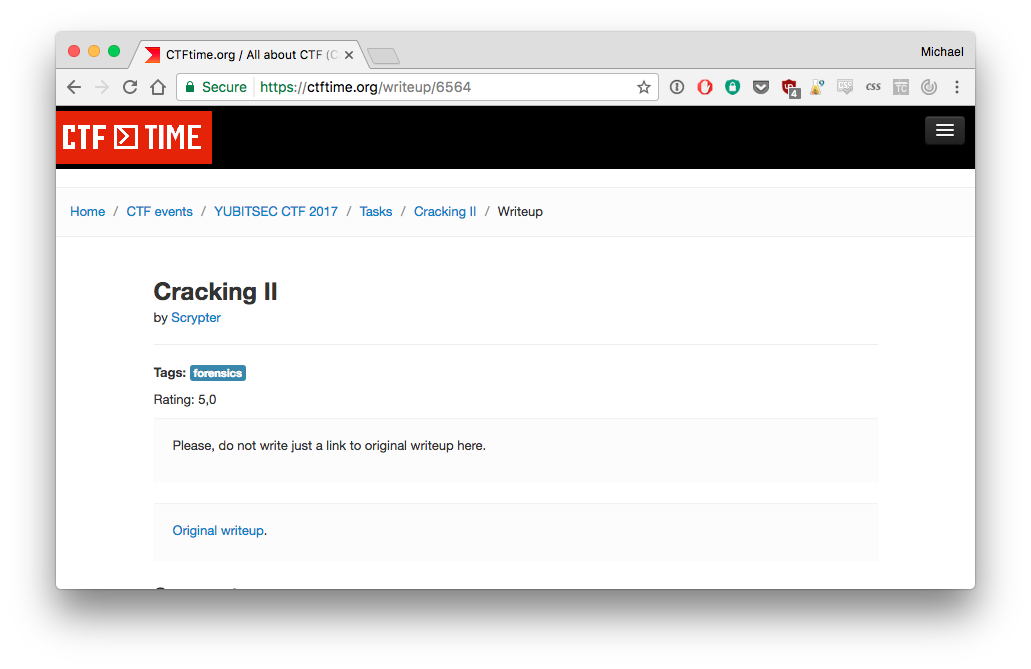 CTFtime.org / All about CTF (C
Michael
Secure https://ctftime.org/writeup/6564
4
CSS
TC
CTF TIME
Home / CTF events / YUBITSEC CTF 2017 / Tasks / Cracking II / Writeup
Cracking II
by Scrypter
Tags: forensics
Rating: 5,0
Please, do not write just a link to original writeup here.
Original writeup.